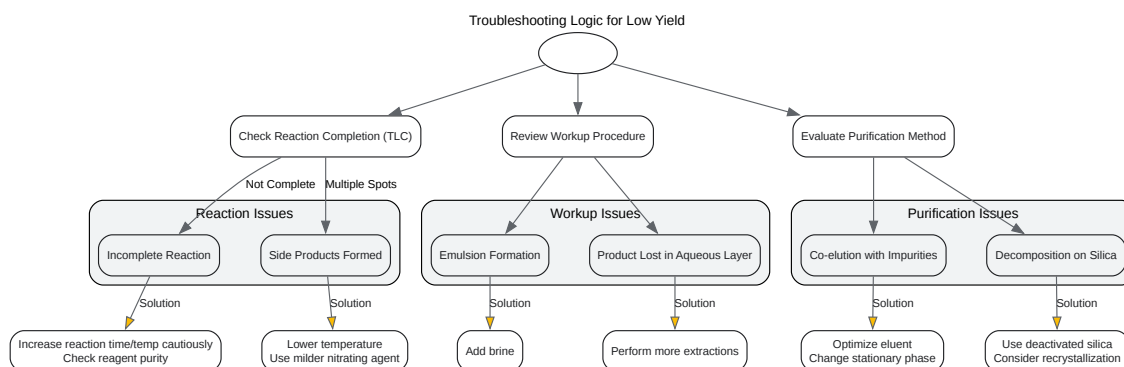 Troubleshooting Logic for Low Yield
Check Reaction Completion (TLC)
Review Workup Procedure
Evaluate Purification Method
Not Complete
Multiple Spots
Reaction Issues
Workup Issues
Purification Issues
Incomplete Reaction
Side Products Formed
Emulsion Formation
Product Lost in Aqueous Layer
Co-elution with Impurities
Decomposition on Silica
Solution
Solution
Solution
Solution
Solution
Solution
Increase reaction time/temp cautiously
Check reagent purity
Lower temperature
Use milder nitrating agent
Add brine
Perform more extractions
Optimize eluent
Change stationary phase
Use deactivated silica
Consider recrystallization